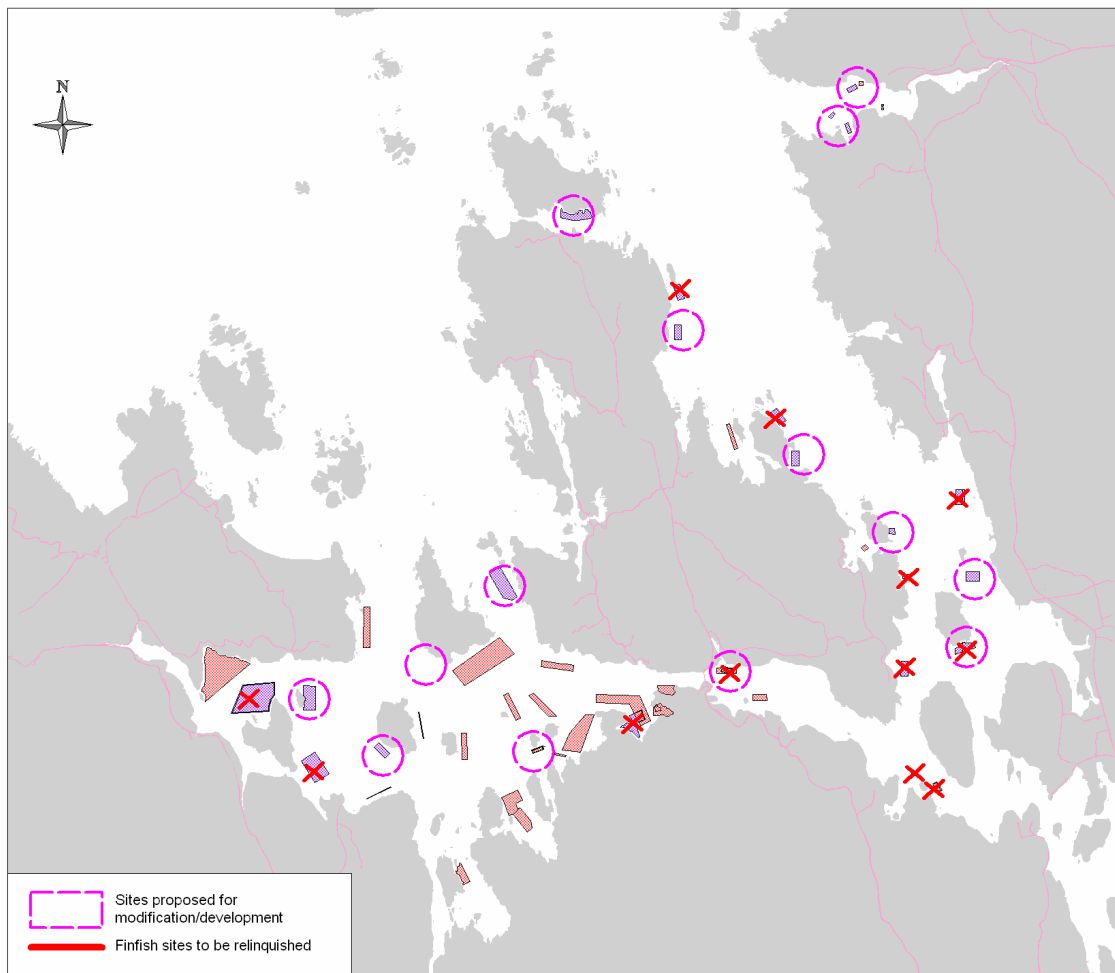 N
Sites proposed for
modification/development
Finfish sites to be relinquished